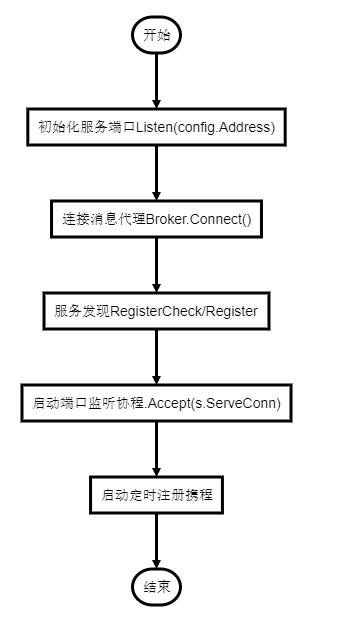 开始
初始化服务端口Listen(config.Address)
连接消息代理Broker.Connect()
服务发现RegisterCheck/Register
启动端口监听协程.Accept(s.ServeConn)
启动定时注册携程
结束